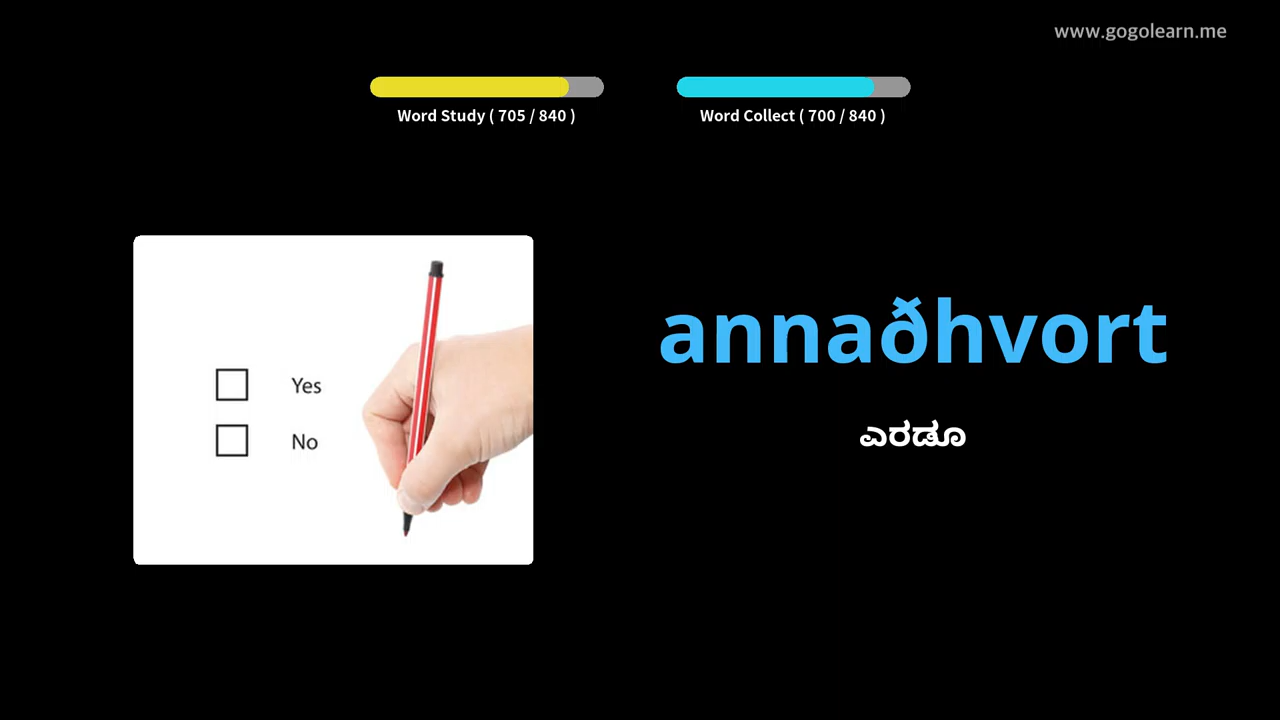 www.gogolearn.me
Word Study ( 705 / 840 )
Word Collect ( 700 / 840 )
Yes
No
annaðhvort
ಎರಡೂ